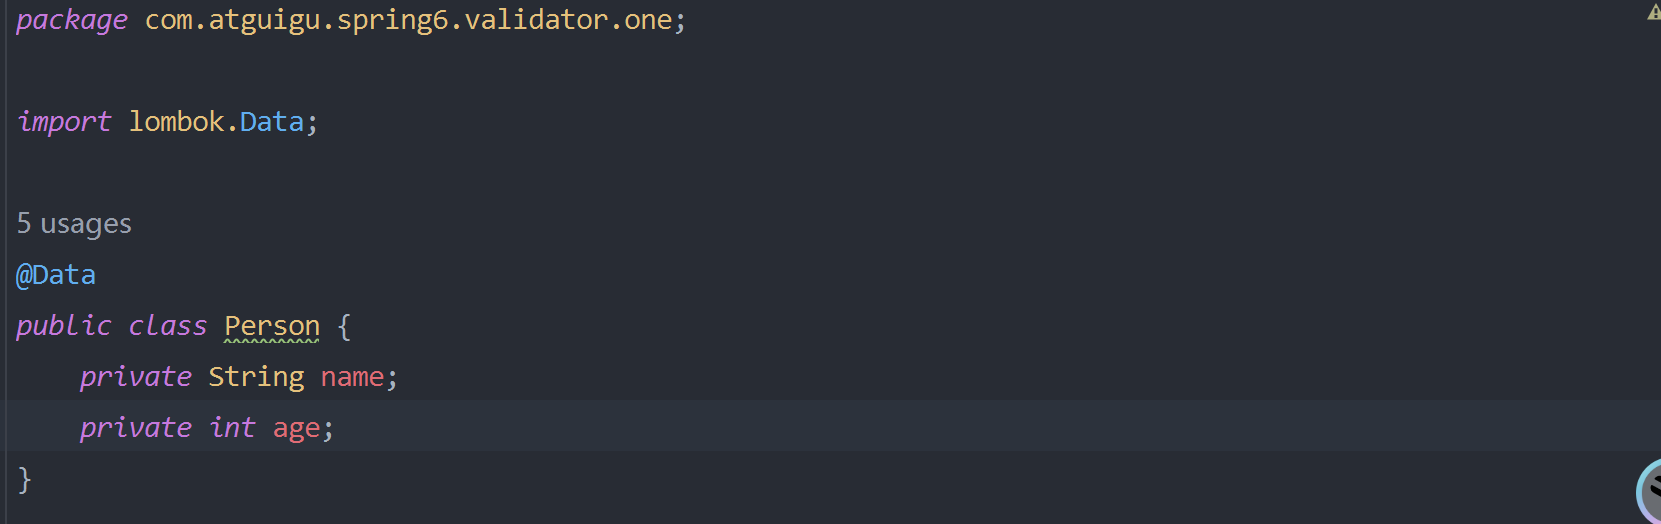 package com.atguigu.spring6.validator.one;
import lombok.Data;
5 usages
@Data
public class Person {
    private String name;
    private int age;
}